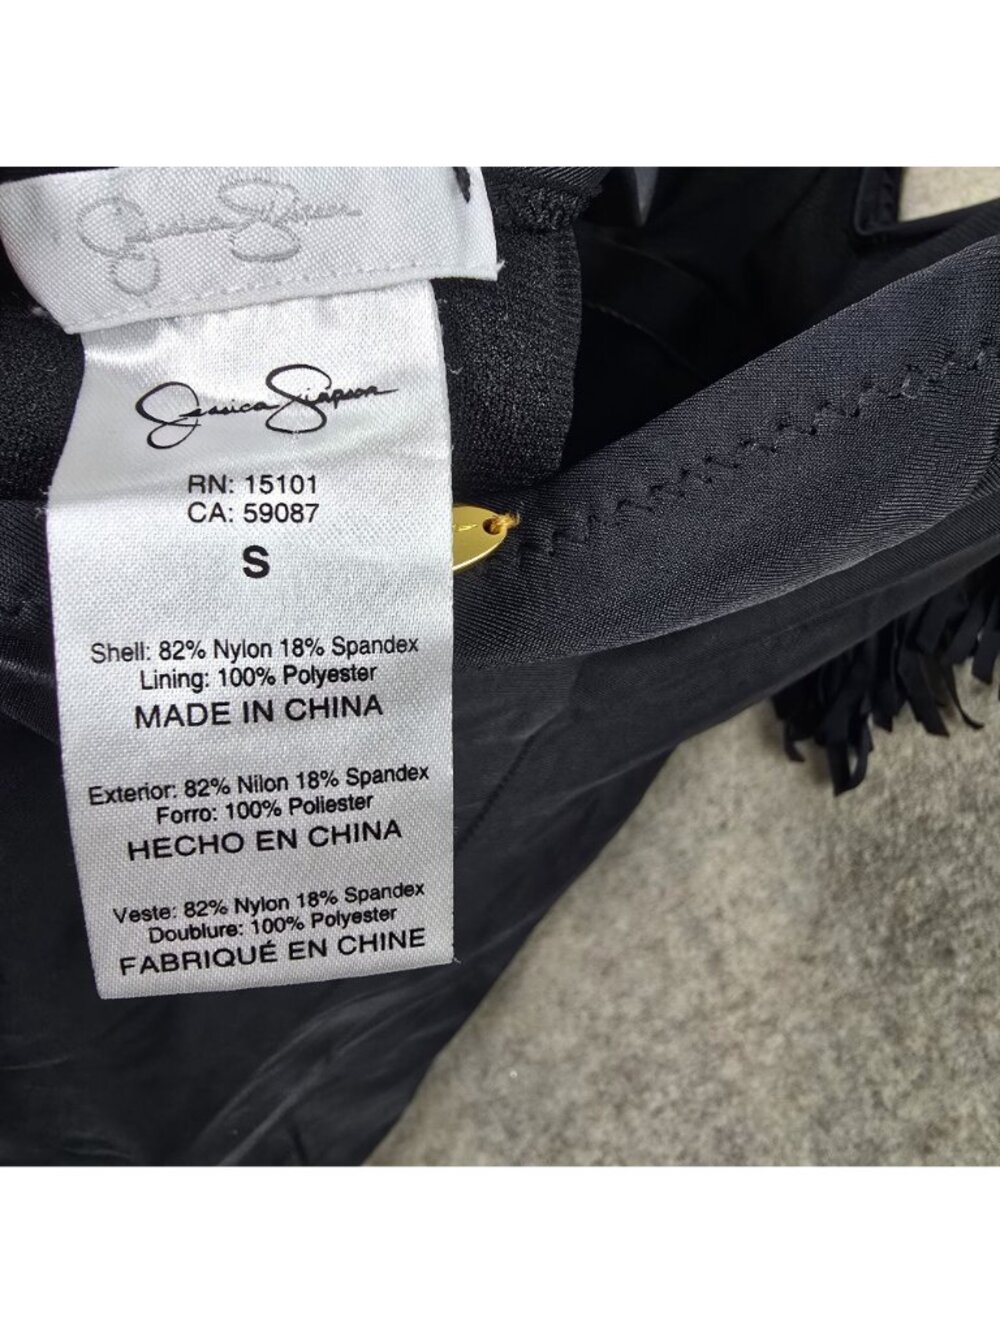 Jessica Simpson
Jessica Simpson
RN: 15101
CA: 59087
S
Shell: 82% Nylon 18% Spandex
Lining: 100% Polyester
MADE IN CHINA
Exterior: 82% Nilon 18% Spandex
Forro: 100% Poliester
HECHO EN CHINA
Veste: 82% Nylon 18% Spandex
Doublure: 100% Polyester
FABRIQUÉ EN CHINE